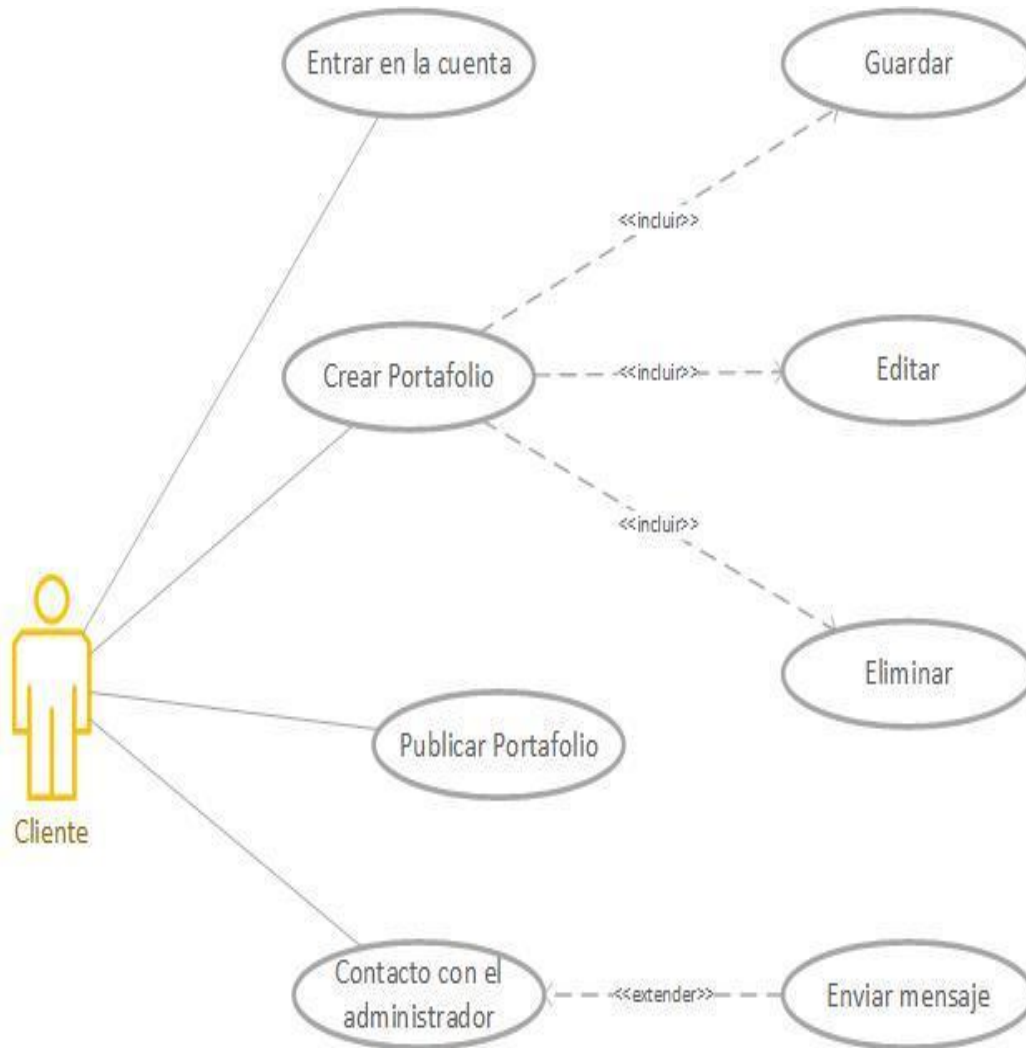 Entrar en la cuenta
Guardar
<<incluir>>
Crear Portafolio
<<incluir>>
Editar
<<incluir>>
Eliminar
Publicar Portafolio
Cliente
Contacto con el
administrador
<<extender>>
Enviar mensaje